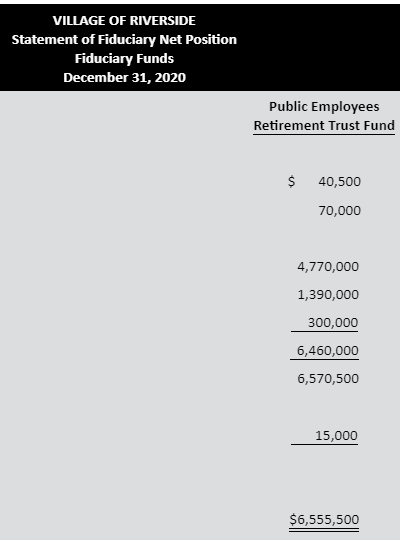 VILLAGE OF RIVERSIDE
Statement of Fiduciary Net Position
Fiduciary Funds
December 31, 2020
Public Employees
Retirement Trust Fund
$ 40,500
70,000
4,770,000
1,390,000
300,000
6,460,000
6,570,500
15,000
$6,555,500